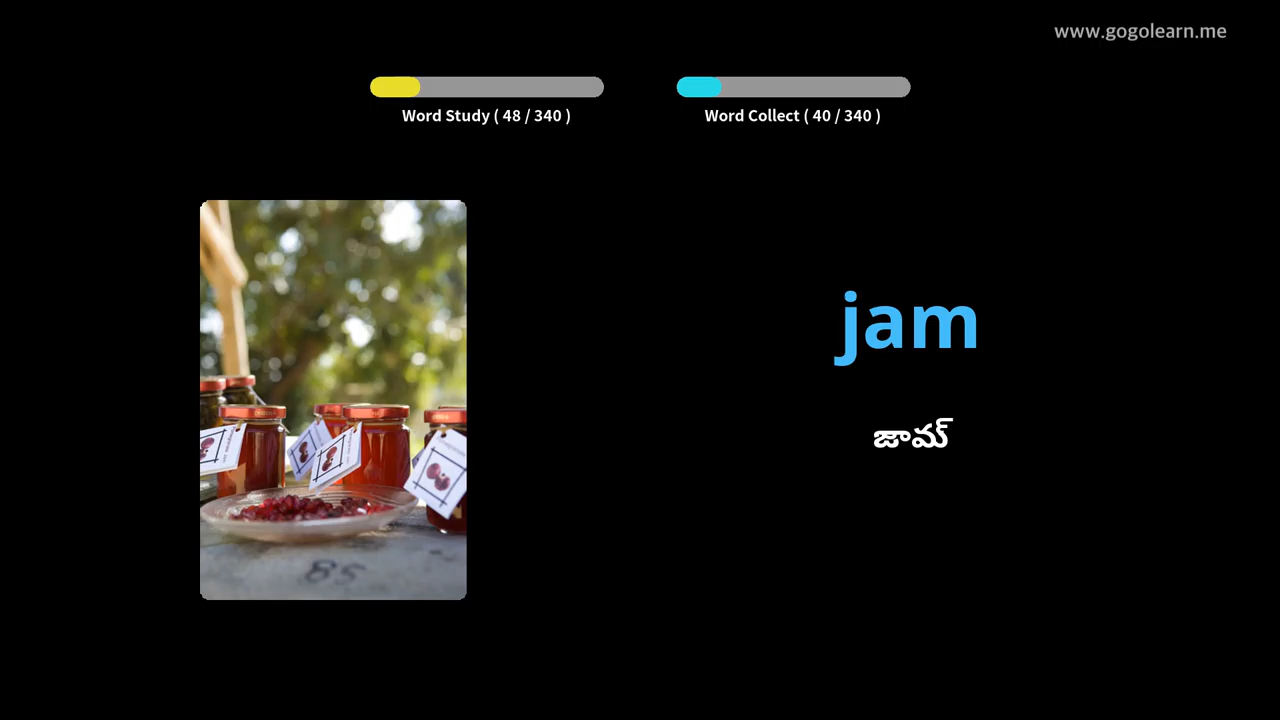 www.gogolearn.me
Word Study ( 48 / 340 )
Word Collect ( 40 / 340 )
jam
జామ్
85